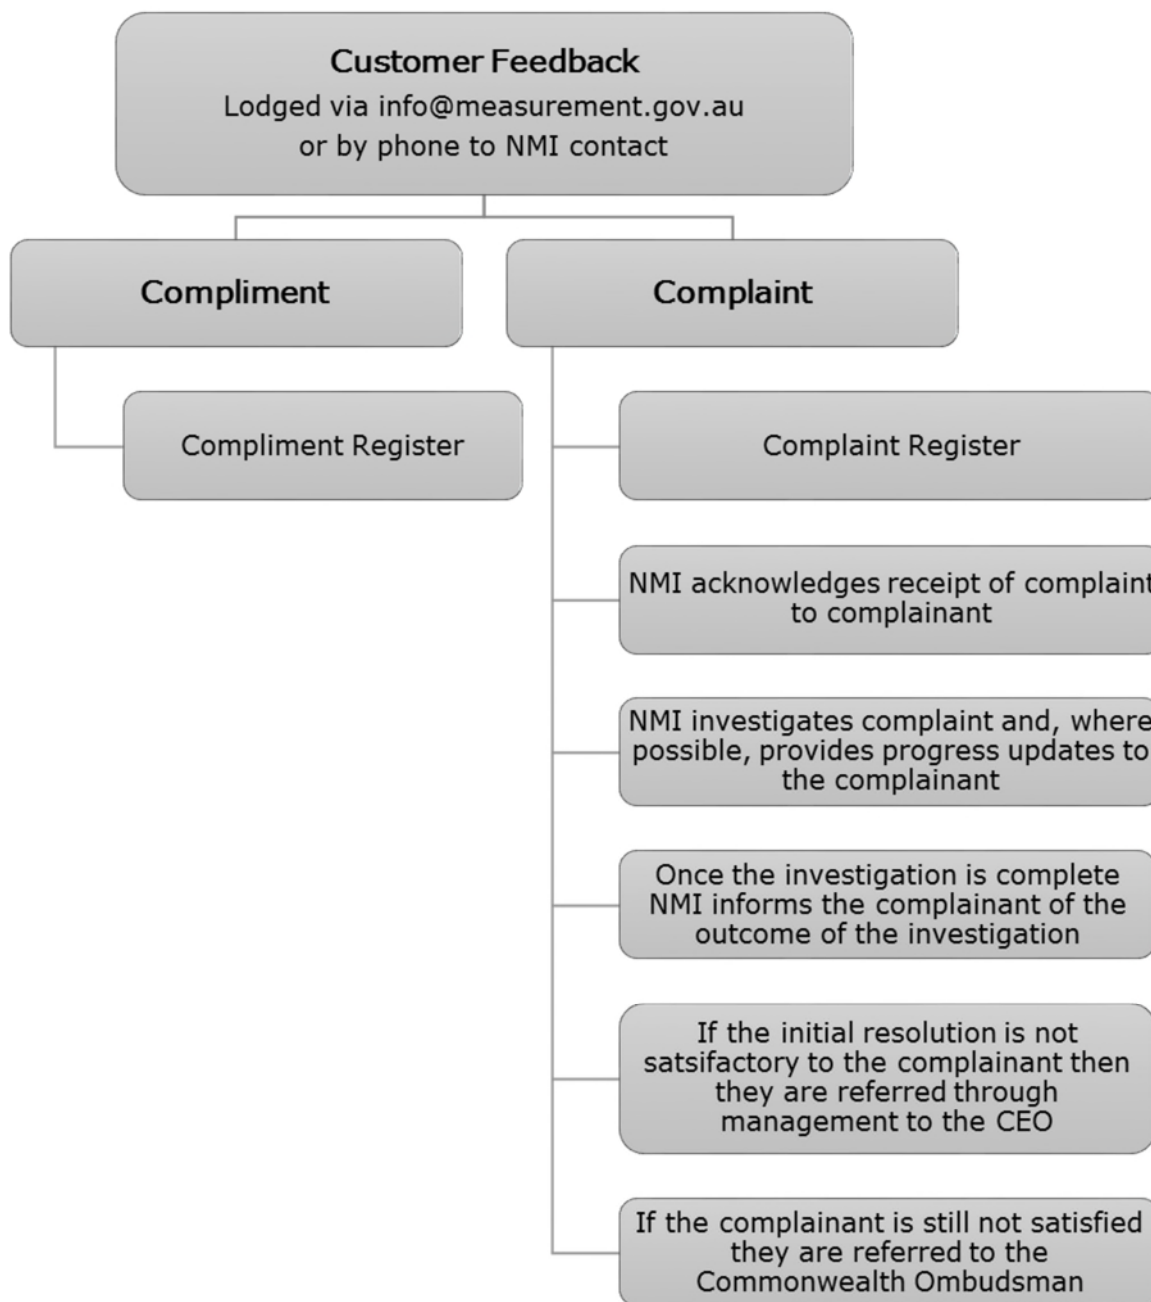 Customer Feedback
Lodged via info@measurement.gov.au
or by phone to NMI contact
Compliment
Complaint
Compliment Register
Complaint Register
NMI acknowledges receipt of complaint
to complainant
NMI investigates complaint and, where
possible, provides progress updates to
the complainant
Once the investigation is complete
NMI informs the complainant of the
outcome of the investigation
If the initial resolution is not
satsifactory to the complainant then
they are referred through
management to the CEO
If the complainant is still not satisfied
they are referred to the
Commonwealth Ombudsman